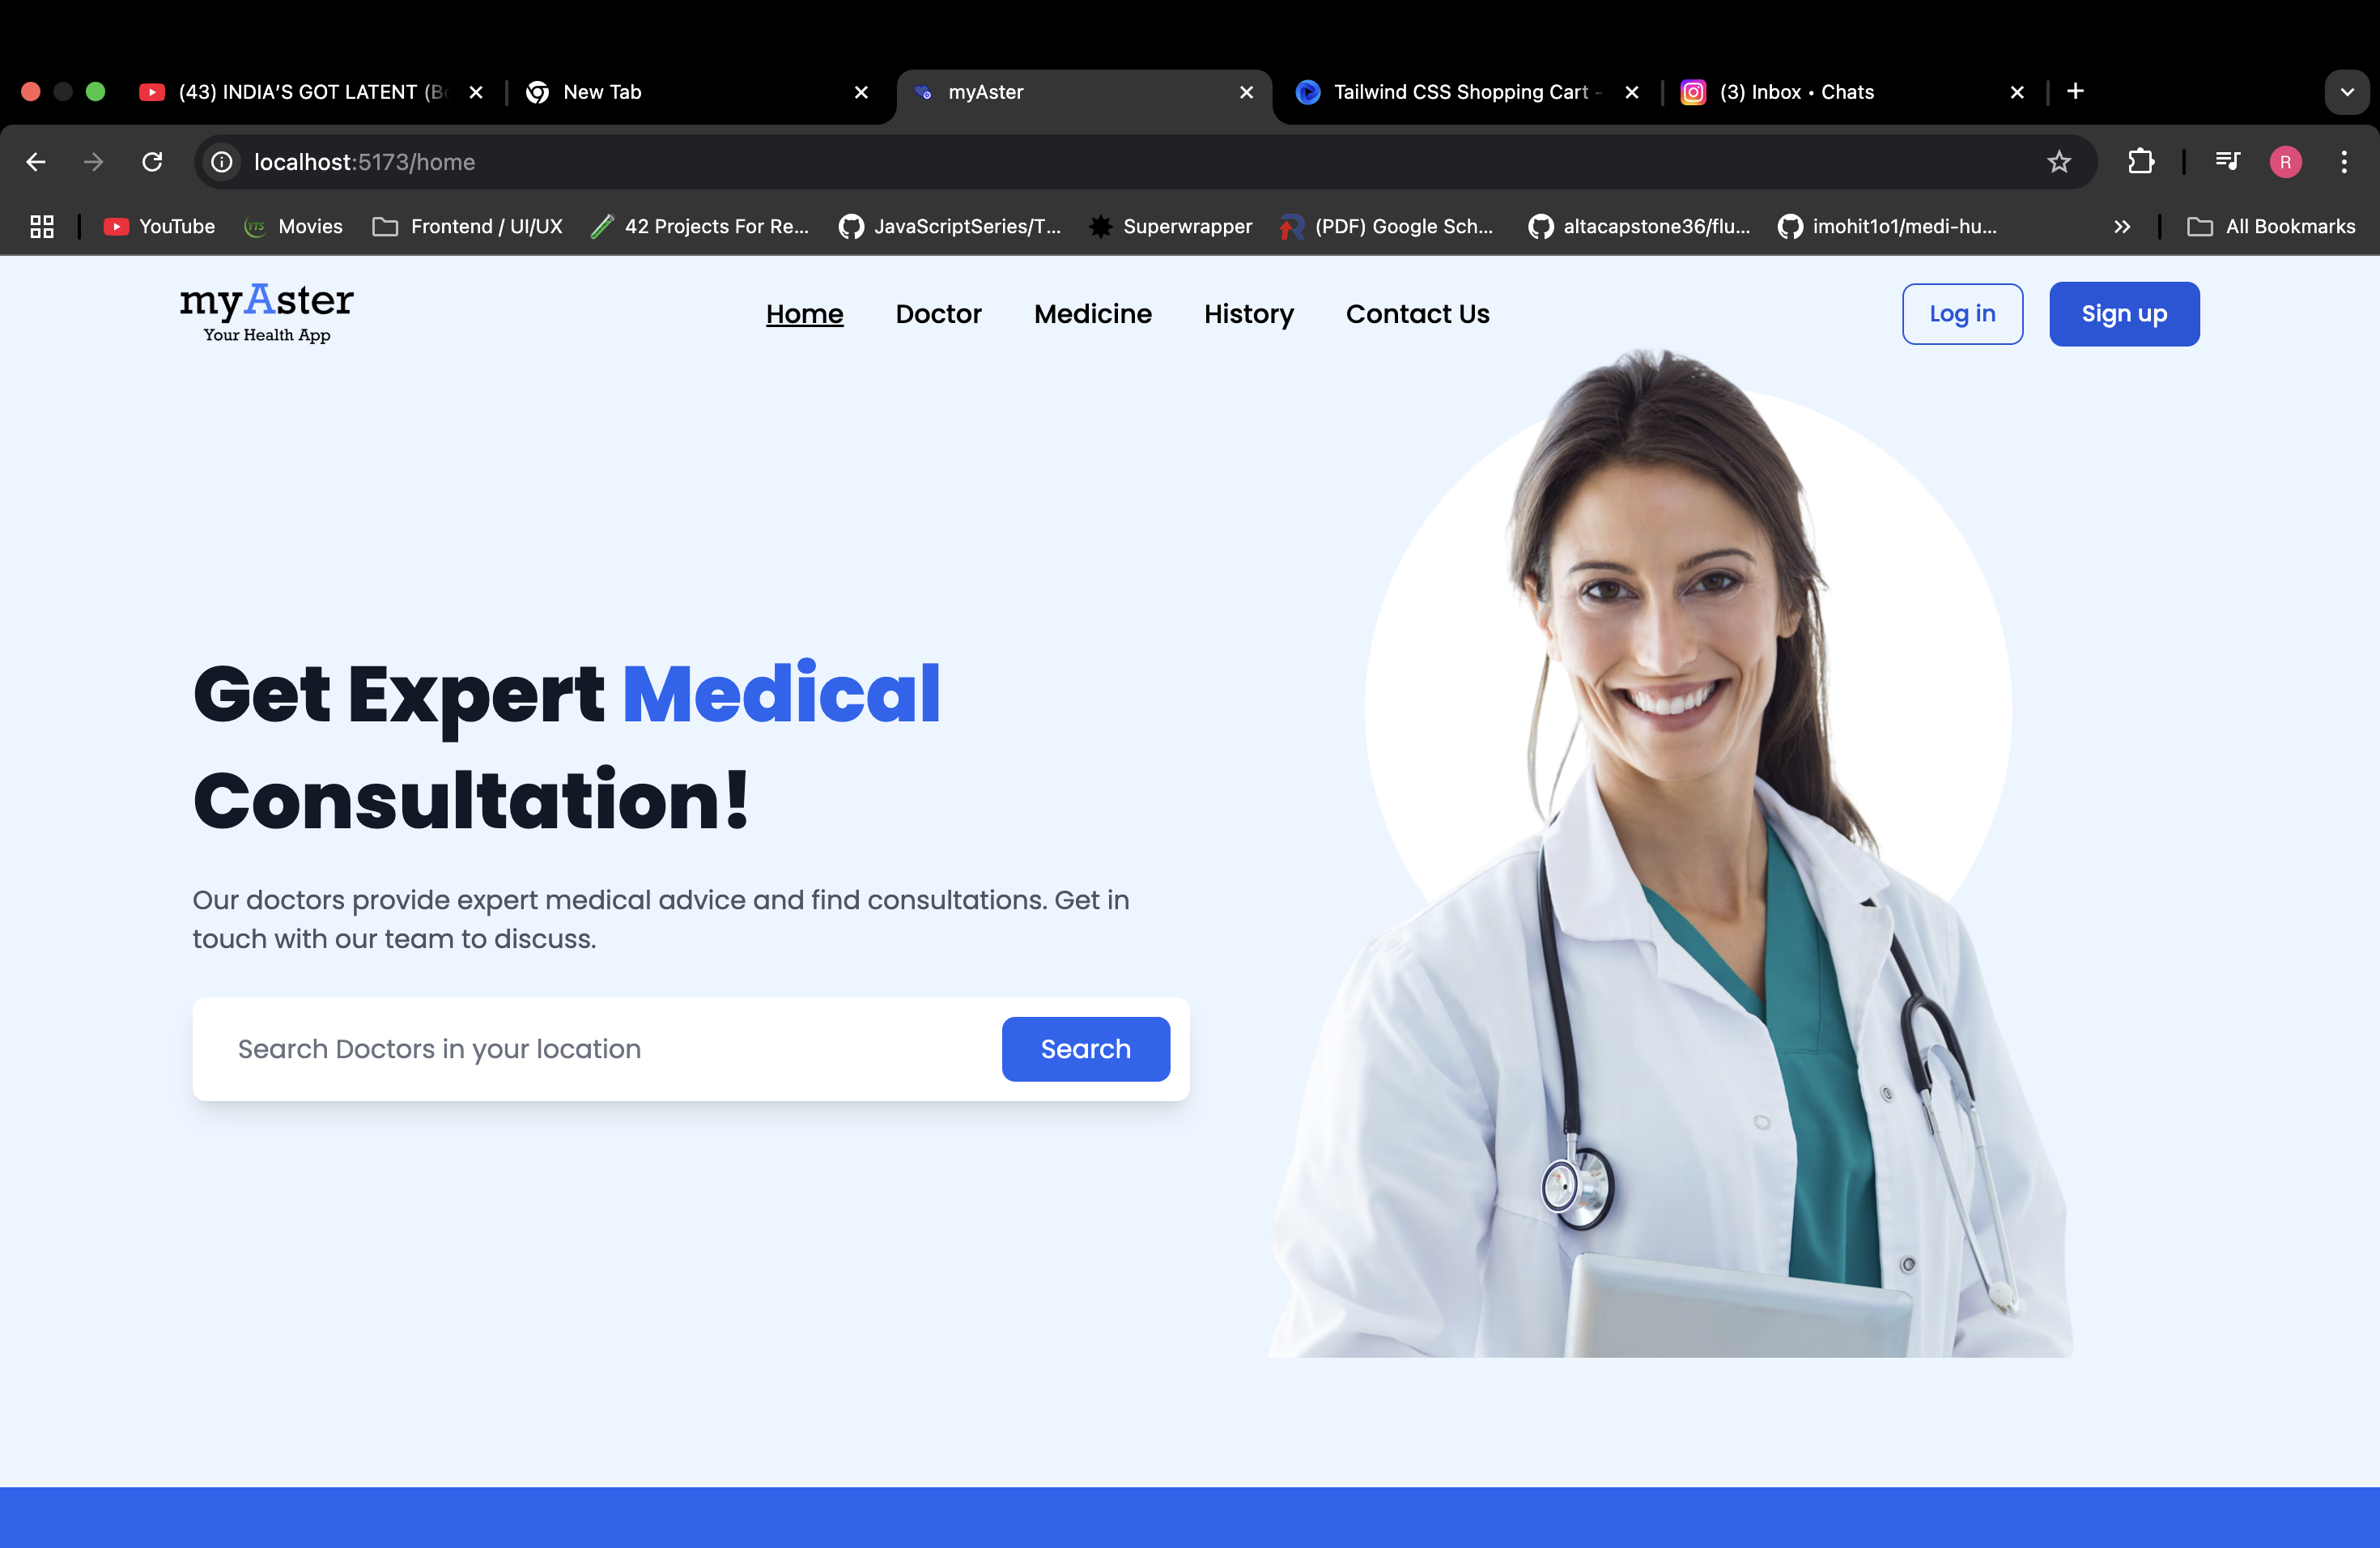 (43) INDIA'S GOT LATENT (Bo
New Tab
myAster
Tailwind CSS Shopping Cart -
(3) Inbox • Chats
localhost:5173/home
R
YouTube
YTS
Movies
Frontend / UI/UX
42 Projects For Re...
JavaScriptSeries/T...
Superwrapper
(PDF) Google Sch...
altacapstone36/flu...
imohit1o1/medi-hu...
All Bookmarks
myAster
Your Health App
Home
Doctor
Medicine
History
Contact Us
Log in
Sign up
Get Expert Medical
Consultation!
Our doctors provide expert medical advice and find consultations. Get in
touch with our team to discuss.
Search Doctors in your location
Search